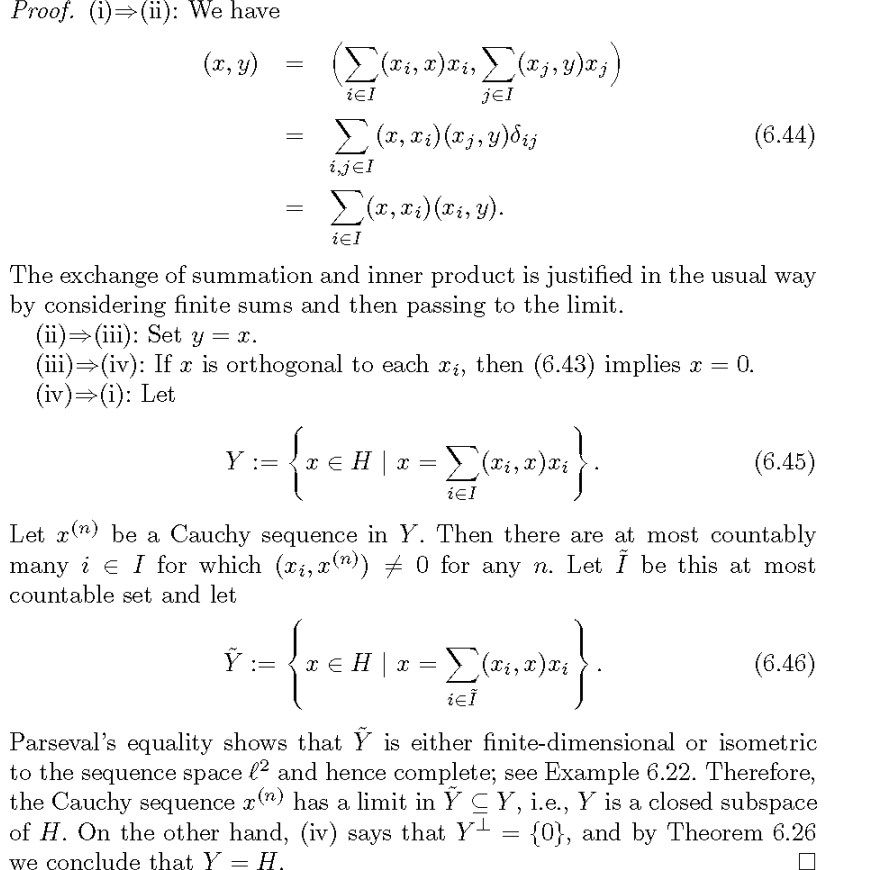 Proof. (i)⇒(ii): We have
(x, y) = (∑_{i∈I} (x_i, x)x_i, ∑_{j∈I} (x_j, y)x_j)
= ∑_{i,j∈I} (x, x_i)(x_j, y)δ_{ij} (6.44)
= ∑_{i∈I} (x, x_i)(x_i, y).
The exchange of summation and inner product is justified in the usual way
by considering finite sums and then passing to the limit.
(ii)⇒(iii): Set y = x.
(iii)⇒(iv): If x is orthogonal to each x_i, then (6.43) implies x = 0.
(iv)⇒(i): Let
Y := {x ∈ H | x = ∑_{i∈I} (x_i, x)x_i}. (6.45)
Let x^{(n)} be a Cauchy sequence in Y. Then there are at most countably
many i ∈ I for which (x_i, x^{(n)}) ≠ 0 for any n. Let Ĩ be this at most
countable set and let
Ỹ := {x ∈ H | x = ∑_{i∈Ĩ} (x_i, x)x_i}. (6.46)
Parseval's equality shows that Ỹ is either finite-dimensional or isometric
to the sequence space ℓ² and hence complete; see Example 6.22. Therefore,
the Cauchy sequence x^{(n)} has a limit in Ỹ ⊆ Y, i.e., Y is a closed subspace
of H. On the other hand, (iv) says that Y^⊥ = {0}, and by Theorem 6.26
we conclude that Y = H. □